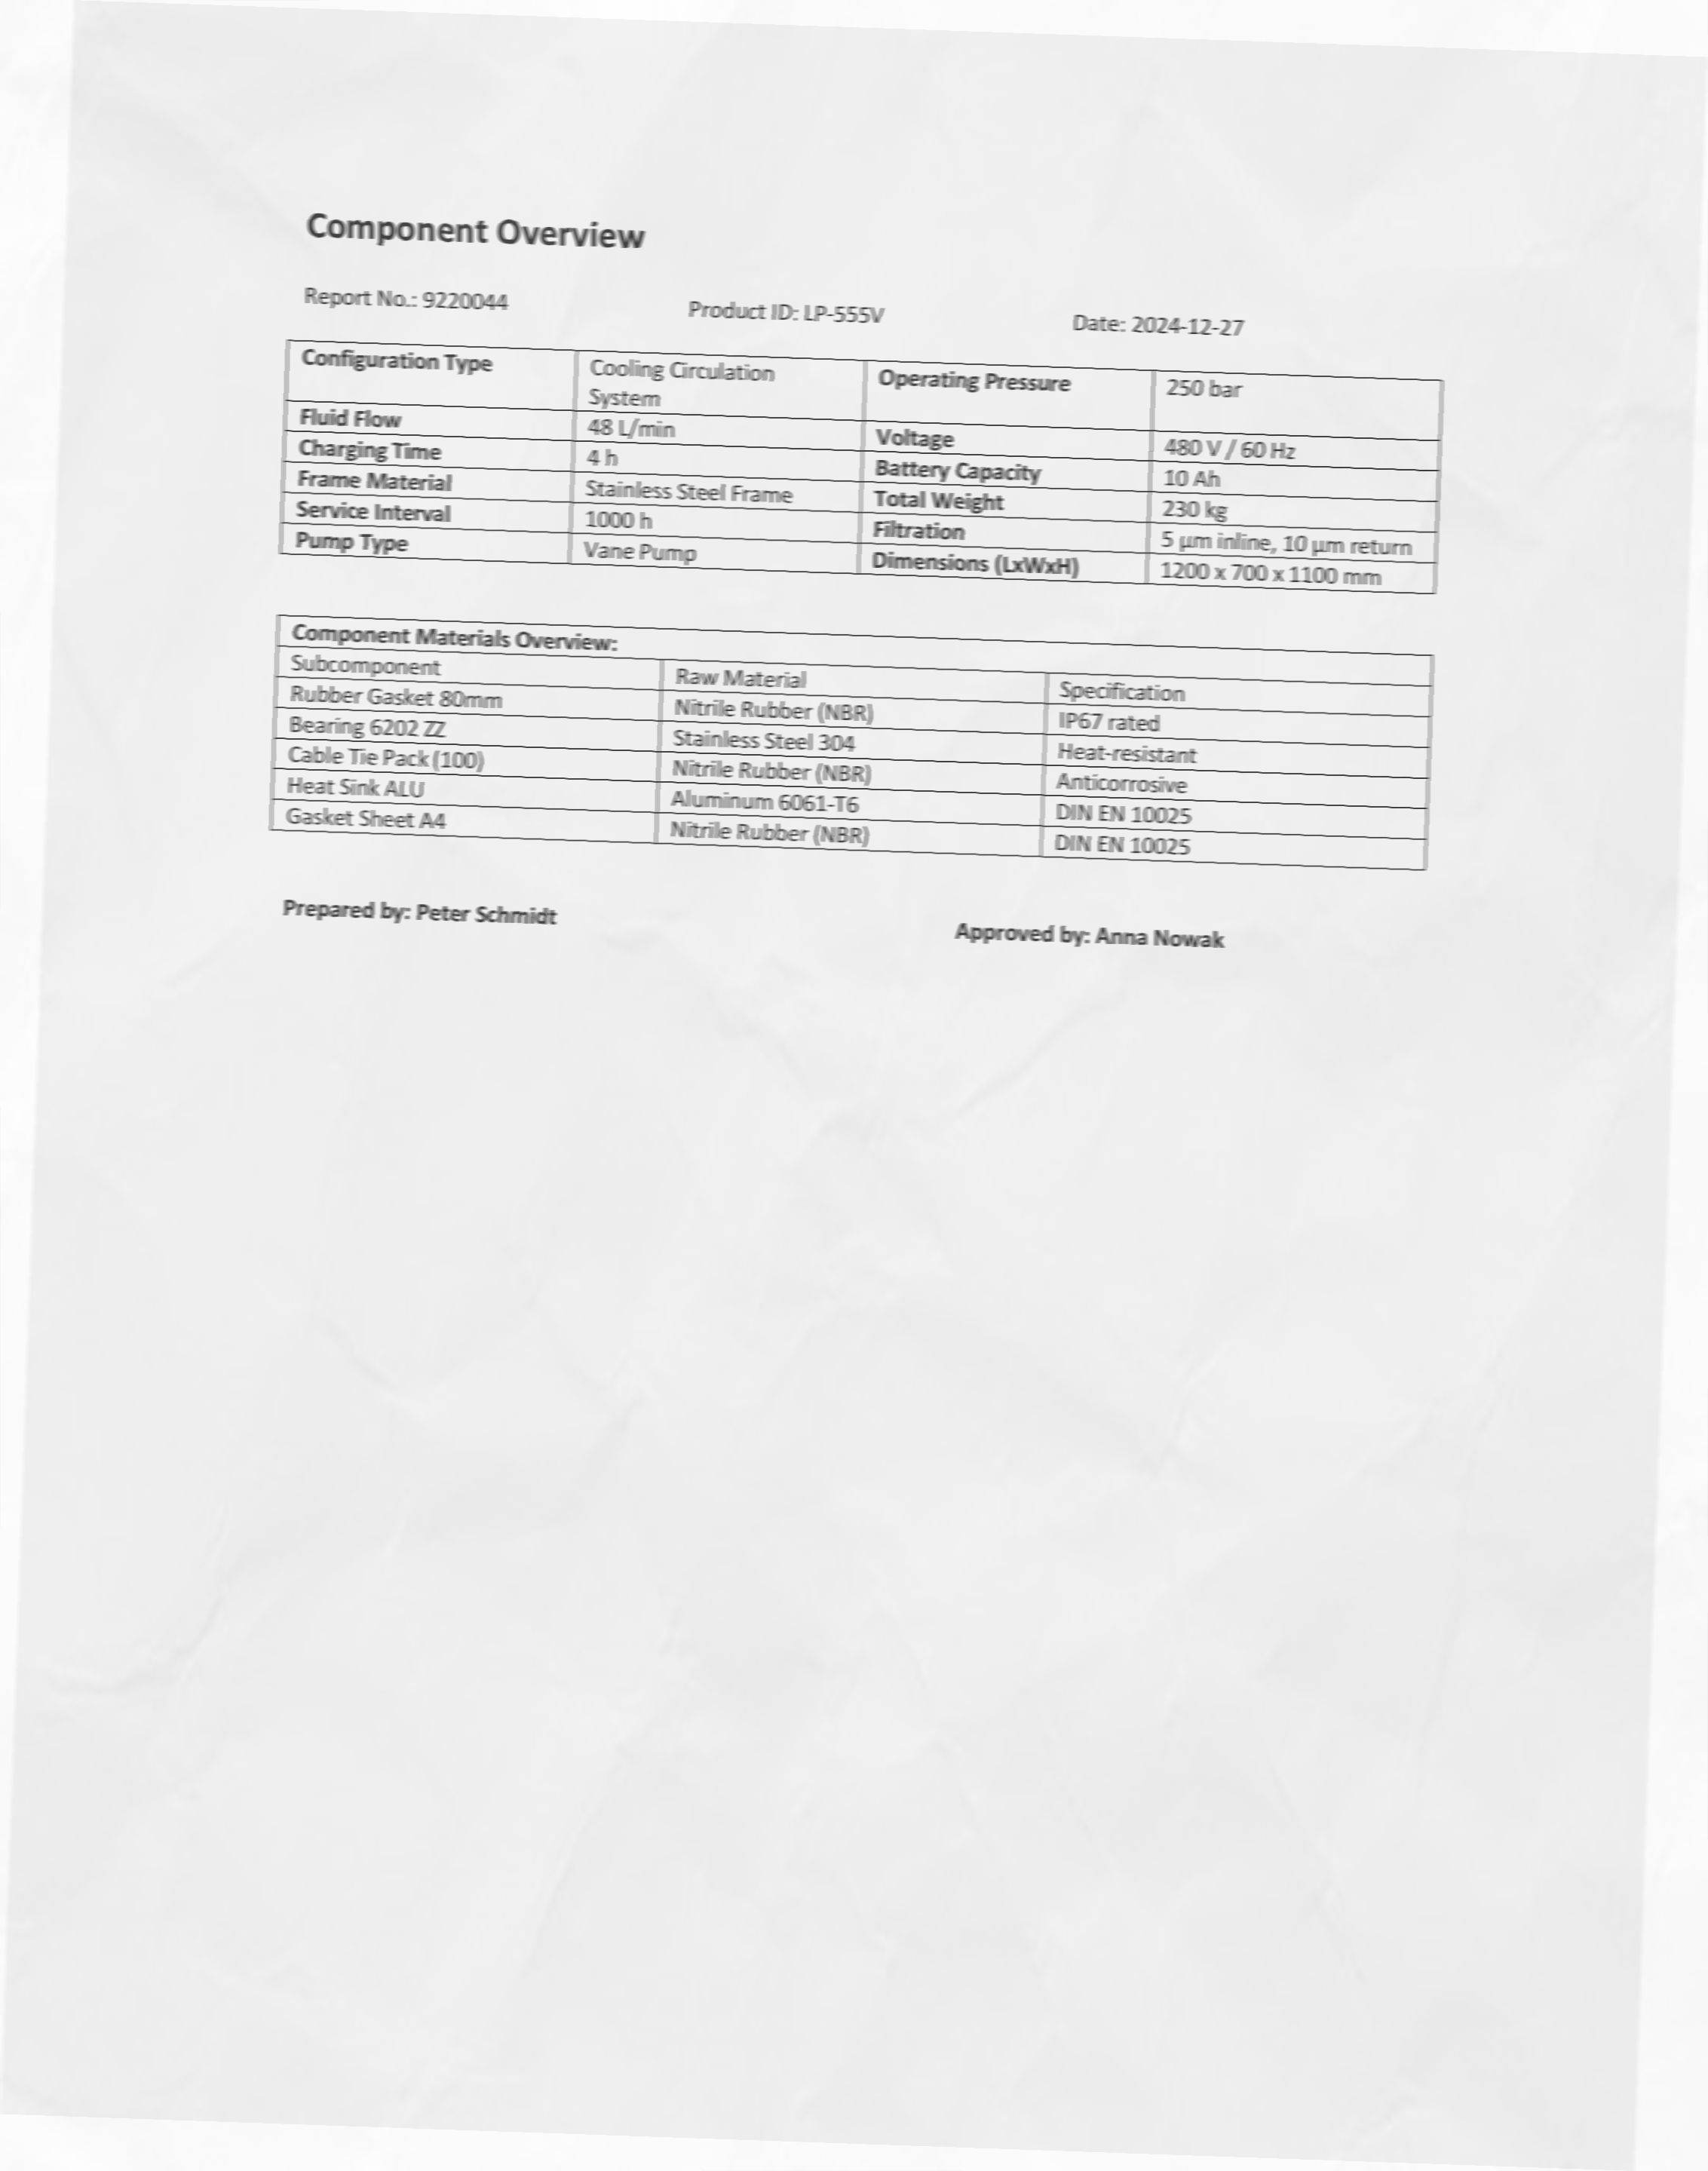 Component Overview
Report No.: 9220044 Product ID: LP-555V Date: 2024-12-27
Configuration Type Cooling Circulation System Operating Pressure 250 bar
Fluid Flow 48 L/min Voltage 480 V / 60 Hz
Charging Time 4 h Battery Capacity 10 Ah
Frame Material Stainless Steel Frame Total Weight 230 kg
Service Interval 1000 h Filtration 5 µm inline, 10 µm return
Pump Type Vane Pump Dimensions (LxWxH) 1200 x 700 x 1100 mm
Component Materials Overview:
Subcomponent Raw Material Specification
Rubber Gasket 80mm Nitrile Rubber (NBR) IP67 rated
Bearing 6202 ZZ Stainless Steel 304 Heat-resistant
Cable Tie Pack (100) Nitrile Rubber (NBR) Anticorrosive
Heat Sink ALU Aluminum 6061-T6 DIN EN 10025
Gasket Sheet A4 Nitrile Rubber (NBR) DIN EN 10025
Prepared by: Peter Schmidt Approved by: Anna Nowak